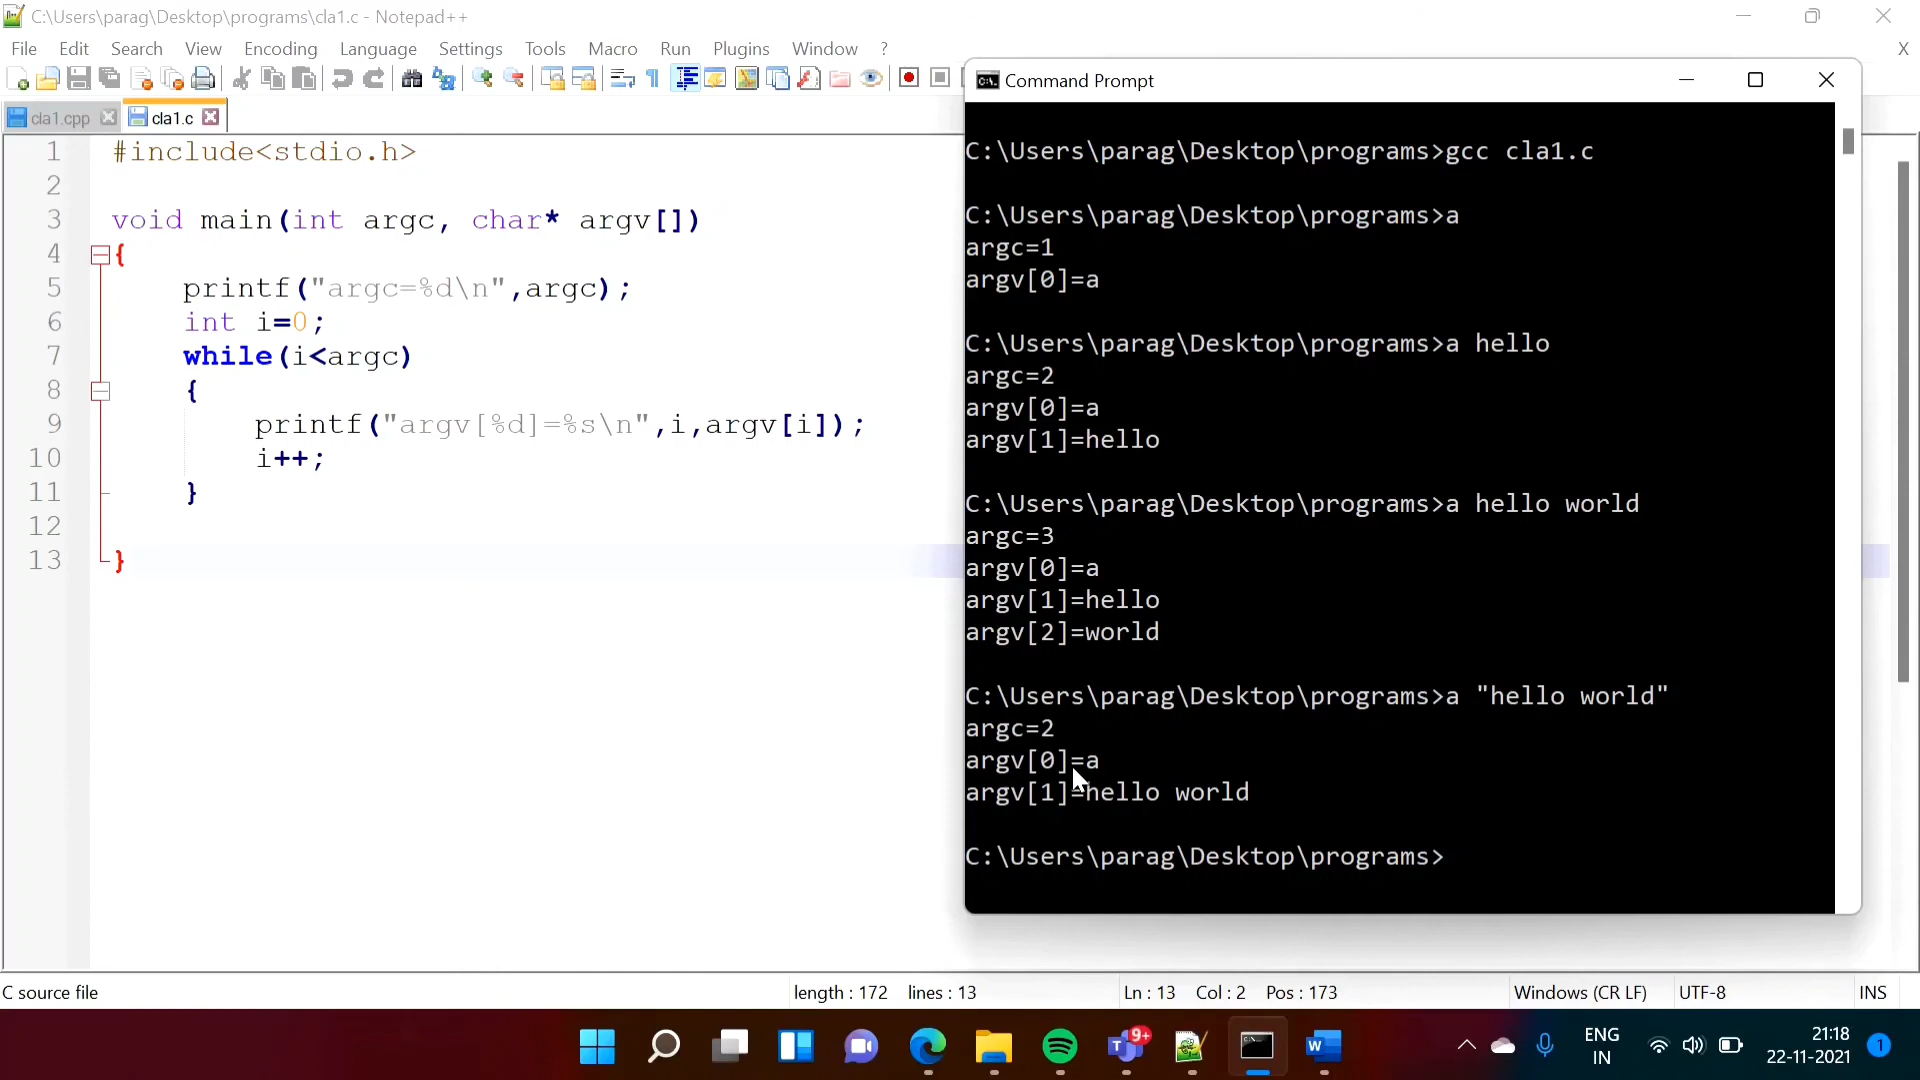 C:\Users\parag\Desktop\programs\cla1.c - Notepad++
File Edit Search View Encoding Language Settings Tools Macro Run Plugins Window ? X
cla1.cpp cla1.c
1 #include<stdio.h>
2
3 void main(int argc, char* argv[])
4 {
5 printf("argc=%d\n",argc);
6 int i=0;
7 while(i<argc)
8 {
9 printf("argv[%d]=%s\n",i,argv[i]);
10 i++;
11 }
12
13 }
Command Prompt
C:\Users\parag\Desktop\programs>gcc cla1.c
C:\Users\parag\Desktop\programs>a
argc=1
argv[0]=a
C:\Users\parag\Desktop\programs>a hello
argc=2
argv[0]=a
argv[1]=hello
C:\Users\parag\Desktop\programs>a hello world
argc=3
argv[0]=a
argv[1]=hello
argv[2]=world
C:\Users\parag\Desktop\programs>a "hello world"
argc=2
argv[0]=a
argv[1]=hello world
C:\Users\parag\Desktop\programs>
C source file length : 172 lines : 13 Ln : 13 Col : 2 Pos : 173 Windows (CR LF) UTF-8 INS
9+
ENG
IN
21:18
22-11-2021
1